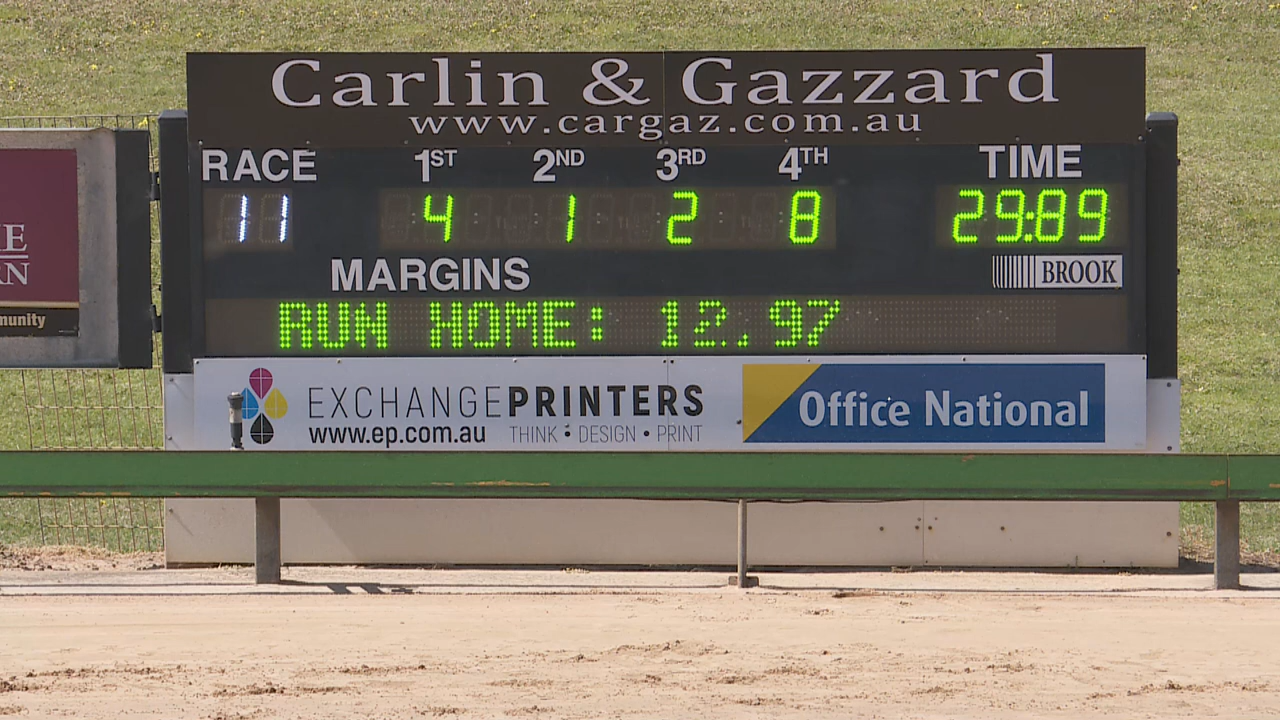 Carlin & Gazzard
www.cargaz.com.au
RACE 1ST 2ND 3RD 4TH TIME
11 4 1 2 8 29:89
MARGINS
BROOK
RUN HOME: 12.97
E
RN
munity
EXCHANGEPRINTERS
www.ep.com.au THINK • DESIGN • PRINT
Office National